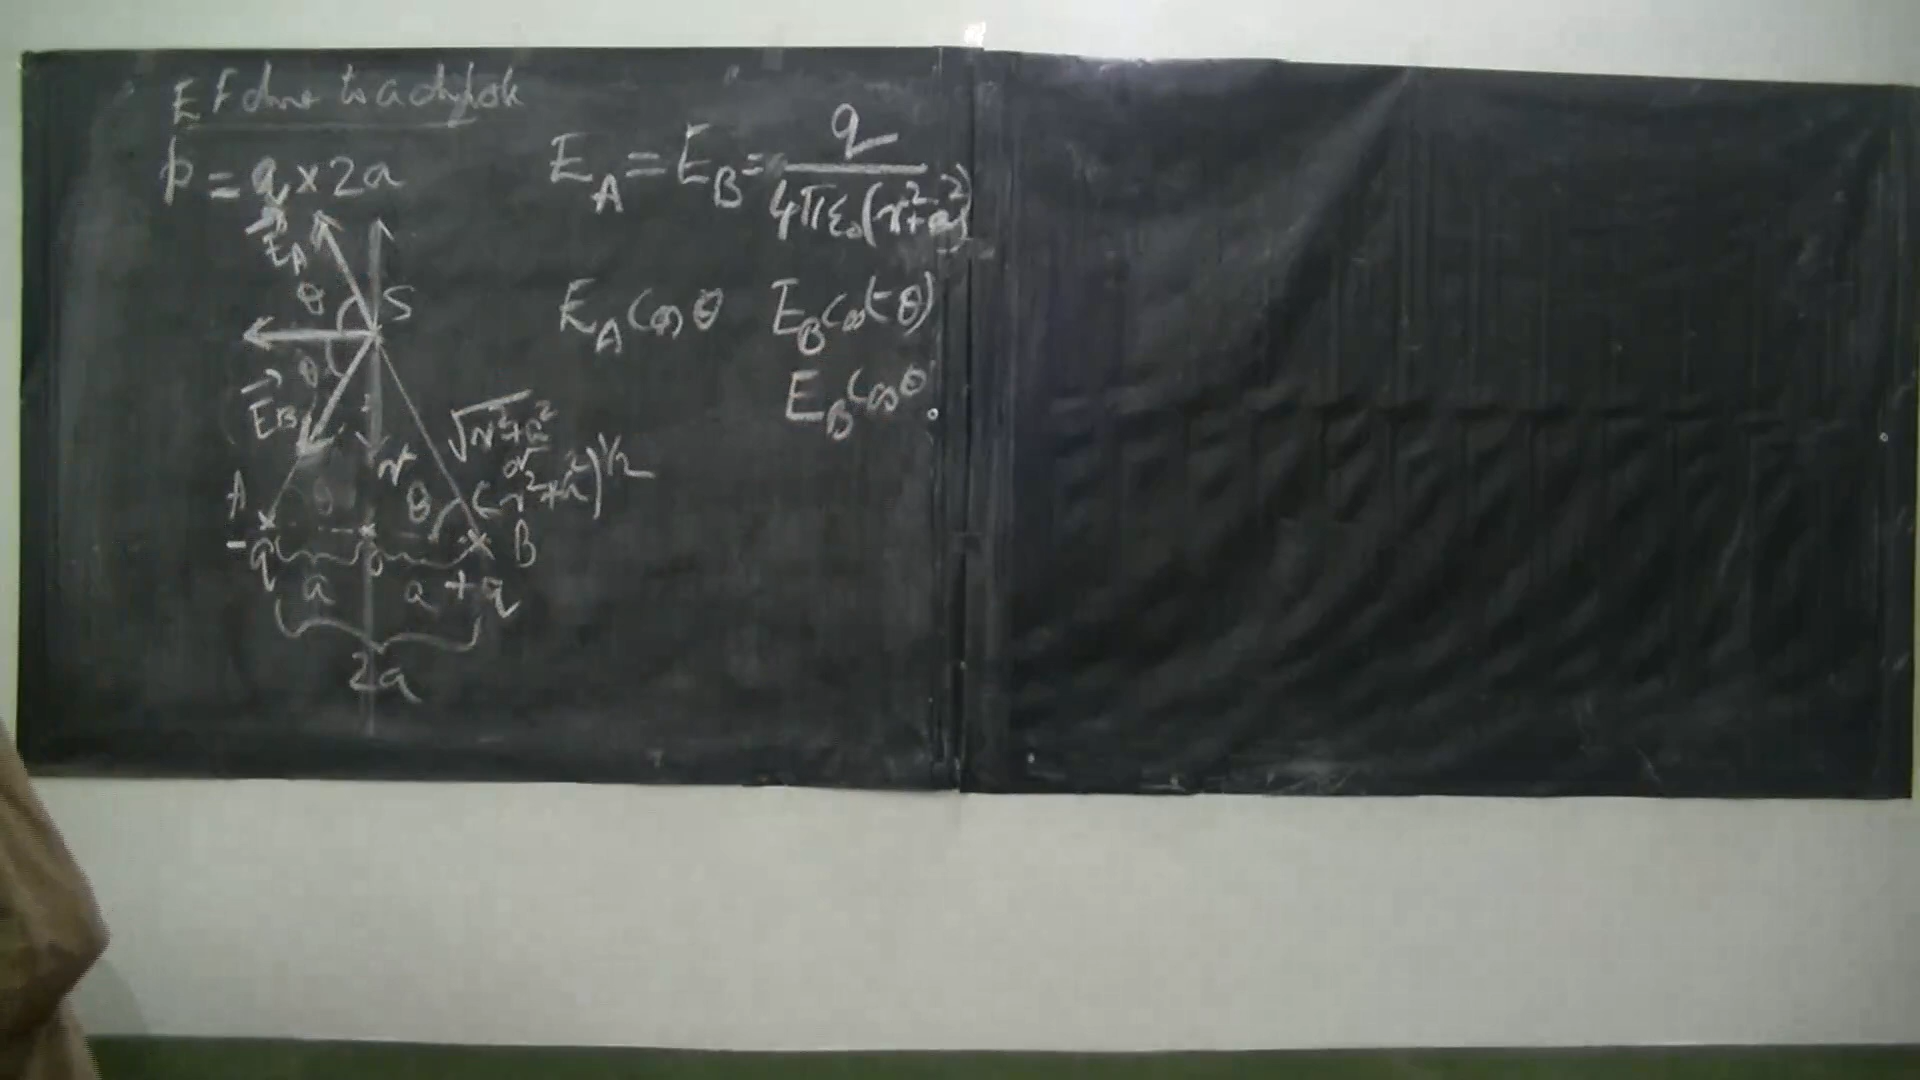 EF due to a dipole
p = q x 2a
E_A = E_B = q / 4πε₀(r²+a²)
E_A Cos θ E_B Cos(-θ)
E_B Cos θ
E_A
θ
S
θ
E_B
√r²+a²
or
(r²+a²)^1/2
r
A
θ
θ
-q
o
B
a
a
+q
2a